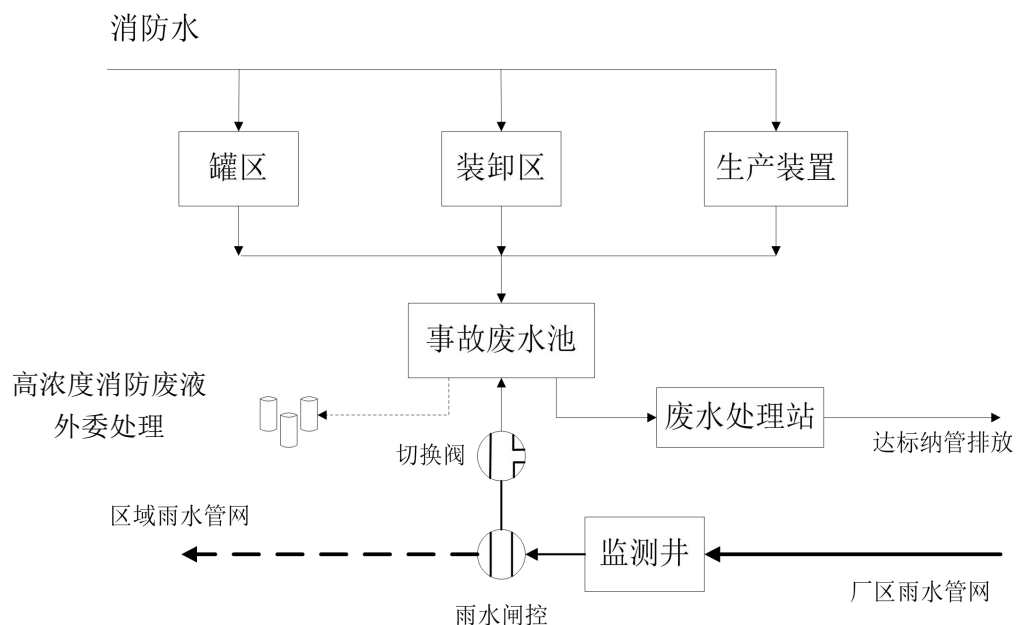 消防水
罐区
装卸区
生产装置
事故废水池
高浓度消防废液
外委处理
废水处理站
达标纳管排放
切换阀
区域雨水管网
监测井
厂区雨水管网
雨水闸控